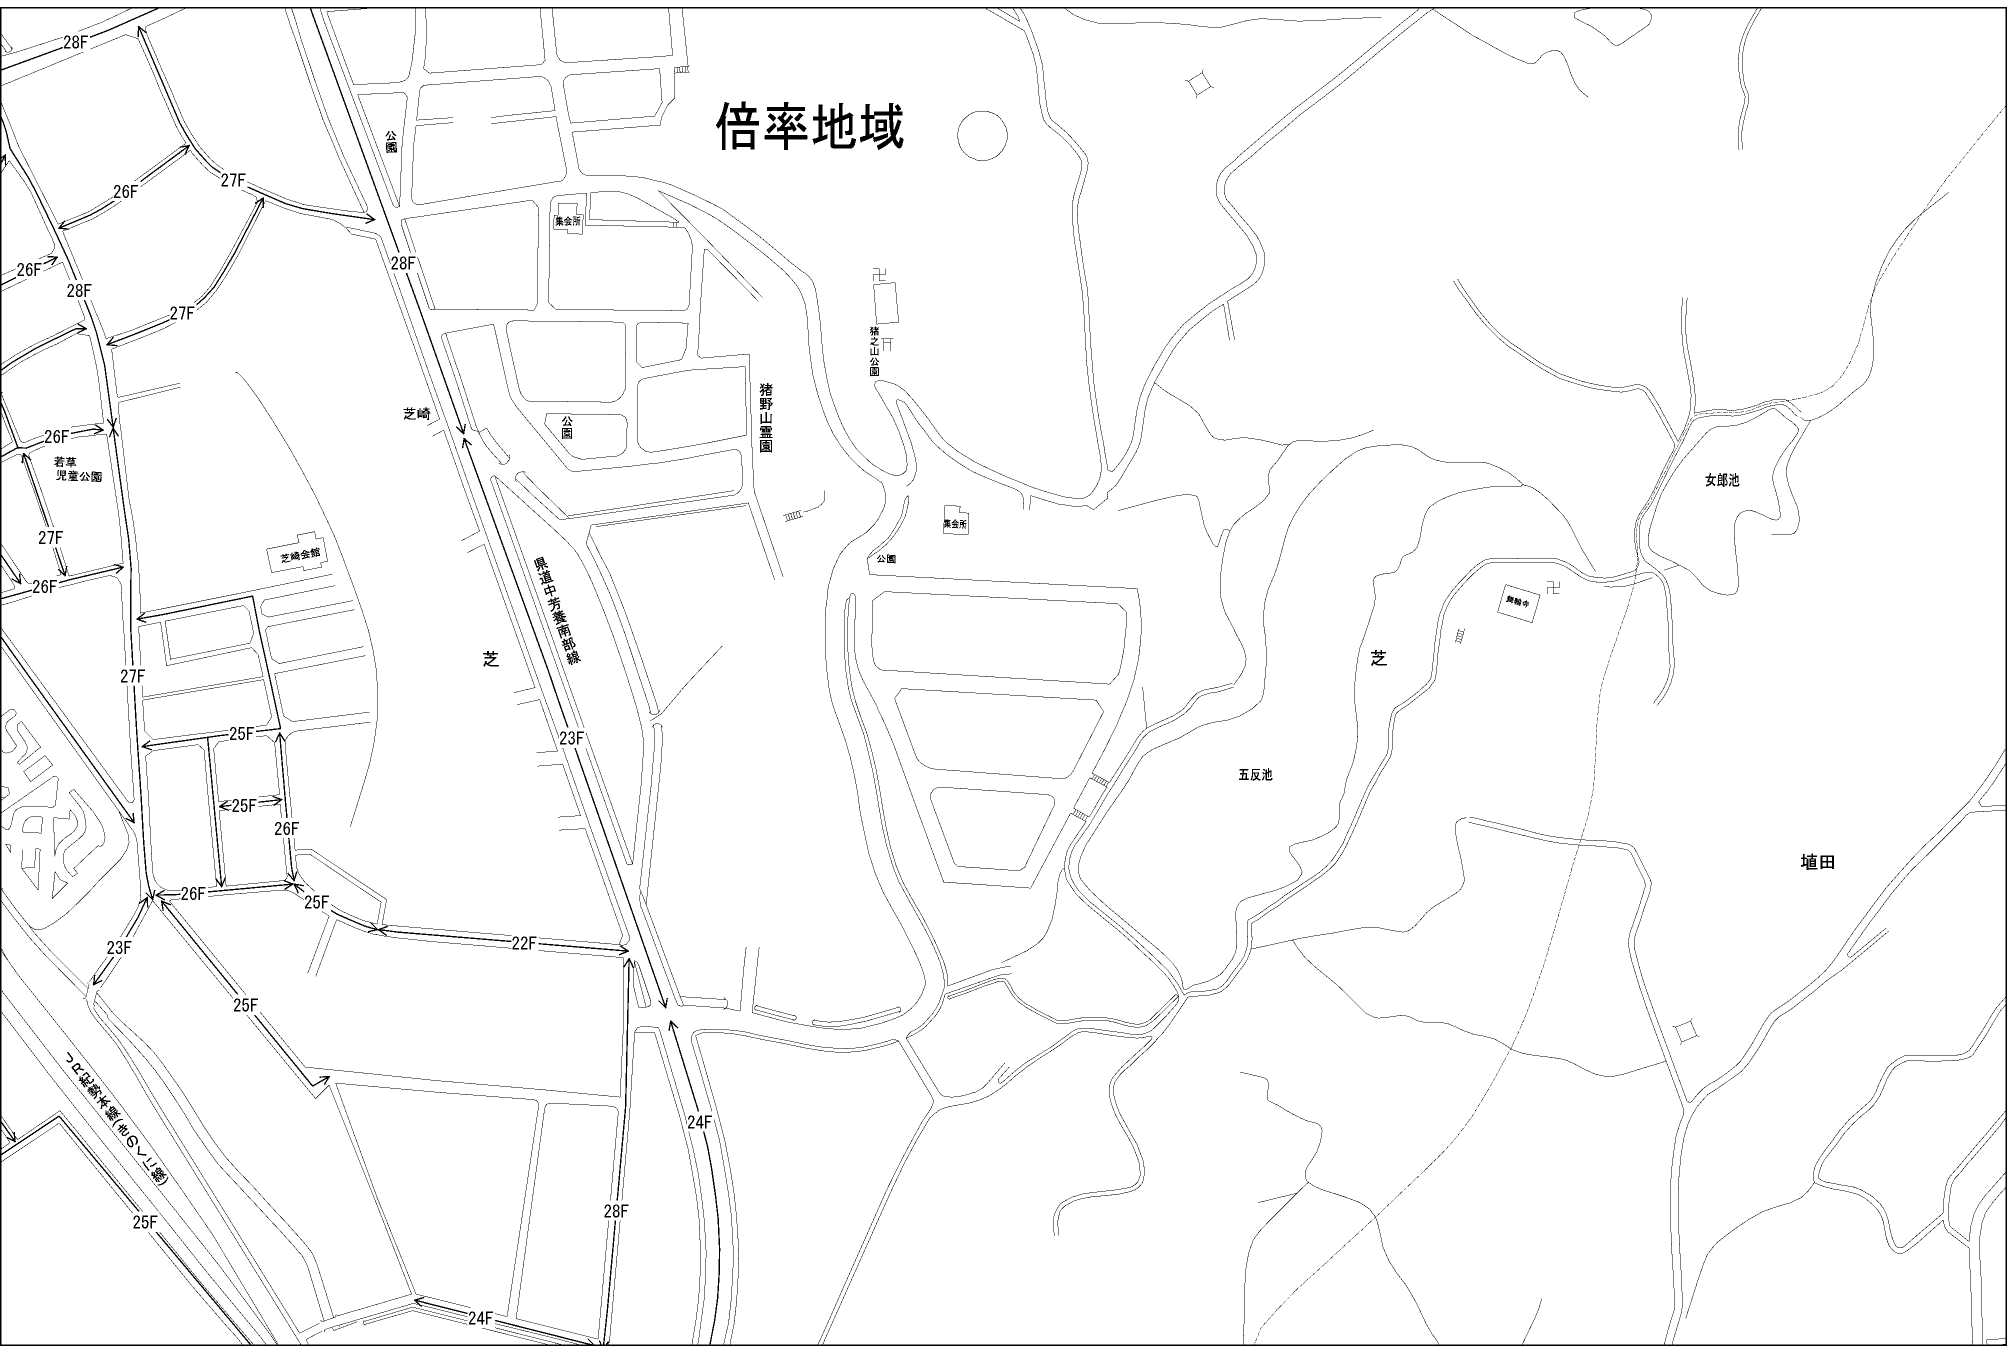 28F
倍率地域
公園
26F
27F
集会所
28F
26F
28F
27F
猪之山公園
芝崎
公園
猪野山霊園
26F
若草
児童公園
女郎池
27F
集会所
芝崎会館
県道中芳養南部線
公園
26F
芝
芝
27F
25F
23F
五反池
25F
26F
埴田
26F
25F
22F
23F
25F
JR紀勢本線(きのくに線)
24F
28F
25F
24F